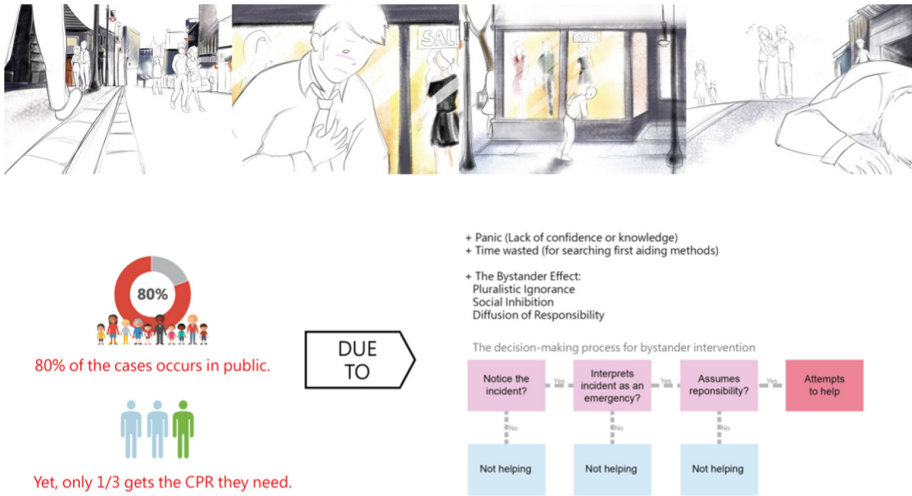 SALE
80%
80% of the cases occurs in public.
Yet, only 1/3 gets the CPR they need.
DUE
TO
+ Panic (Lack of confidence or knowledge)
+ Time wasted (for searching first aiding methods)
+ The Bystander Effect:
Pluralistic Ignorance
Social Inhibition
Diffusion of Responsibility
The decision-making process for bystander intervention
Notice the
incident?
Yes
Interprets
incident as an
emergency?
Yes
Assumes
reponsibility?
Yes
Attempts
to help
No
No
No
Not helping
Not helping
Not helping